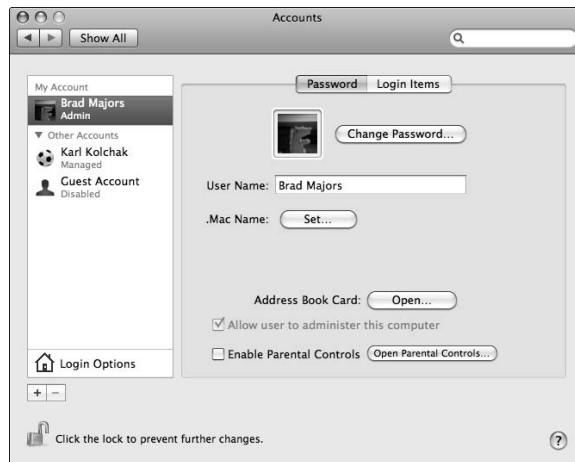 Accounts
Show All
My Account
Brad Majors
Admin
Other Accounts
Karl Kolchak
Managed
Guest Account
Disabled
Login Options
+ −
Password Login Items
Change Password...
User Name: Brad Majors
.Mac Name: Set...
Address Book Card: Open...
Allow user to administer this computer
Enable Parental Controls Open Parental Controls...
Click the lock to prevent further changes.
?